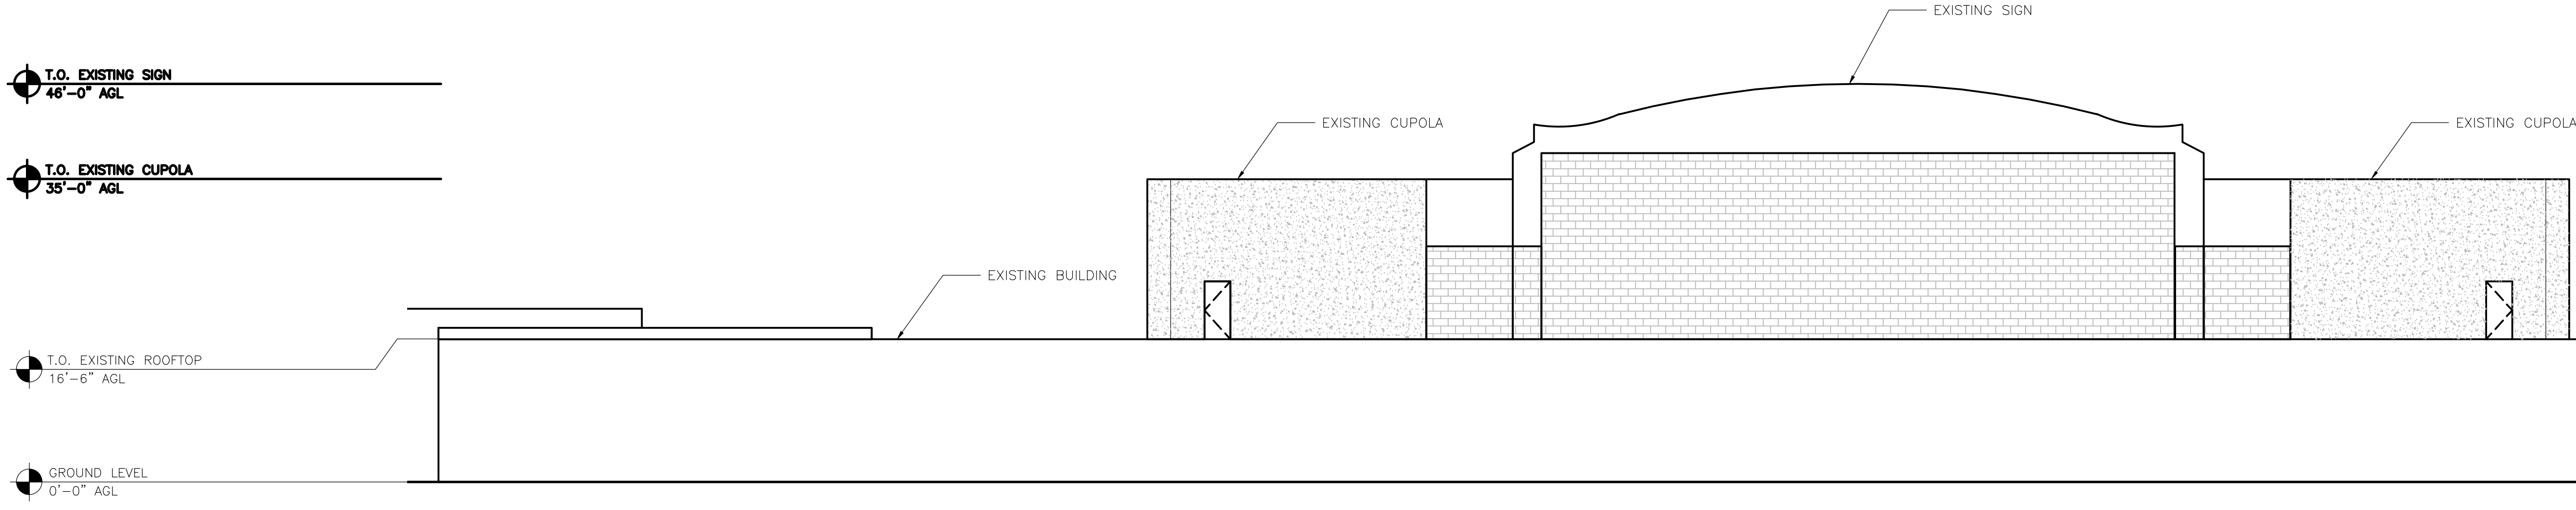 EXISTING SIGN
T.O. EXISTING SIGN
46'-0" AGL
EXISTING CUPOLA
EXISTING CUPOLA
T.O. EXISTING CUPOLA
35'-0" AGL
EXISTING BUILDING
T.O. EXISTING ROOFTOP
16'-6" AGL
GROUND LEVEL
0'-0" AGL